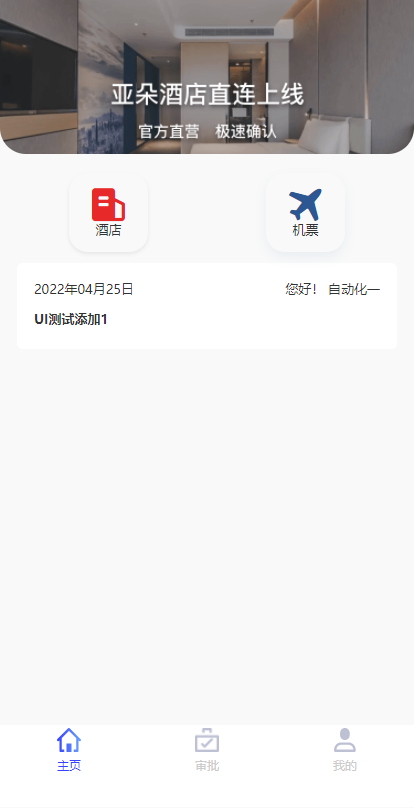 亚朵酒店直连上线
官方直营 极速确认
酒店 机票
2022年04月25日 您好！ 自动化一
UI测试添加1
主页 审批 我的